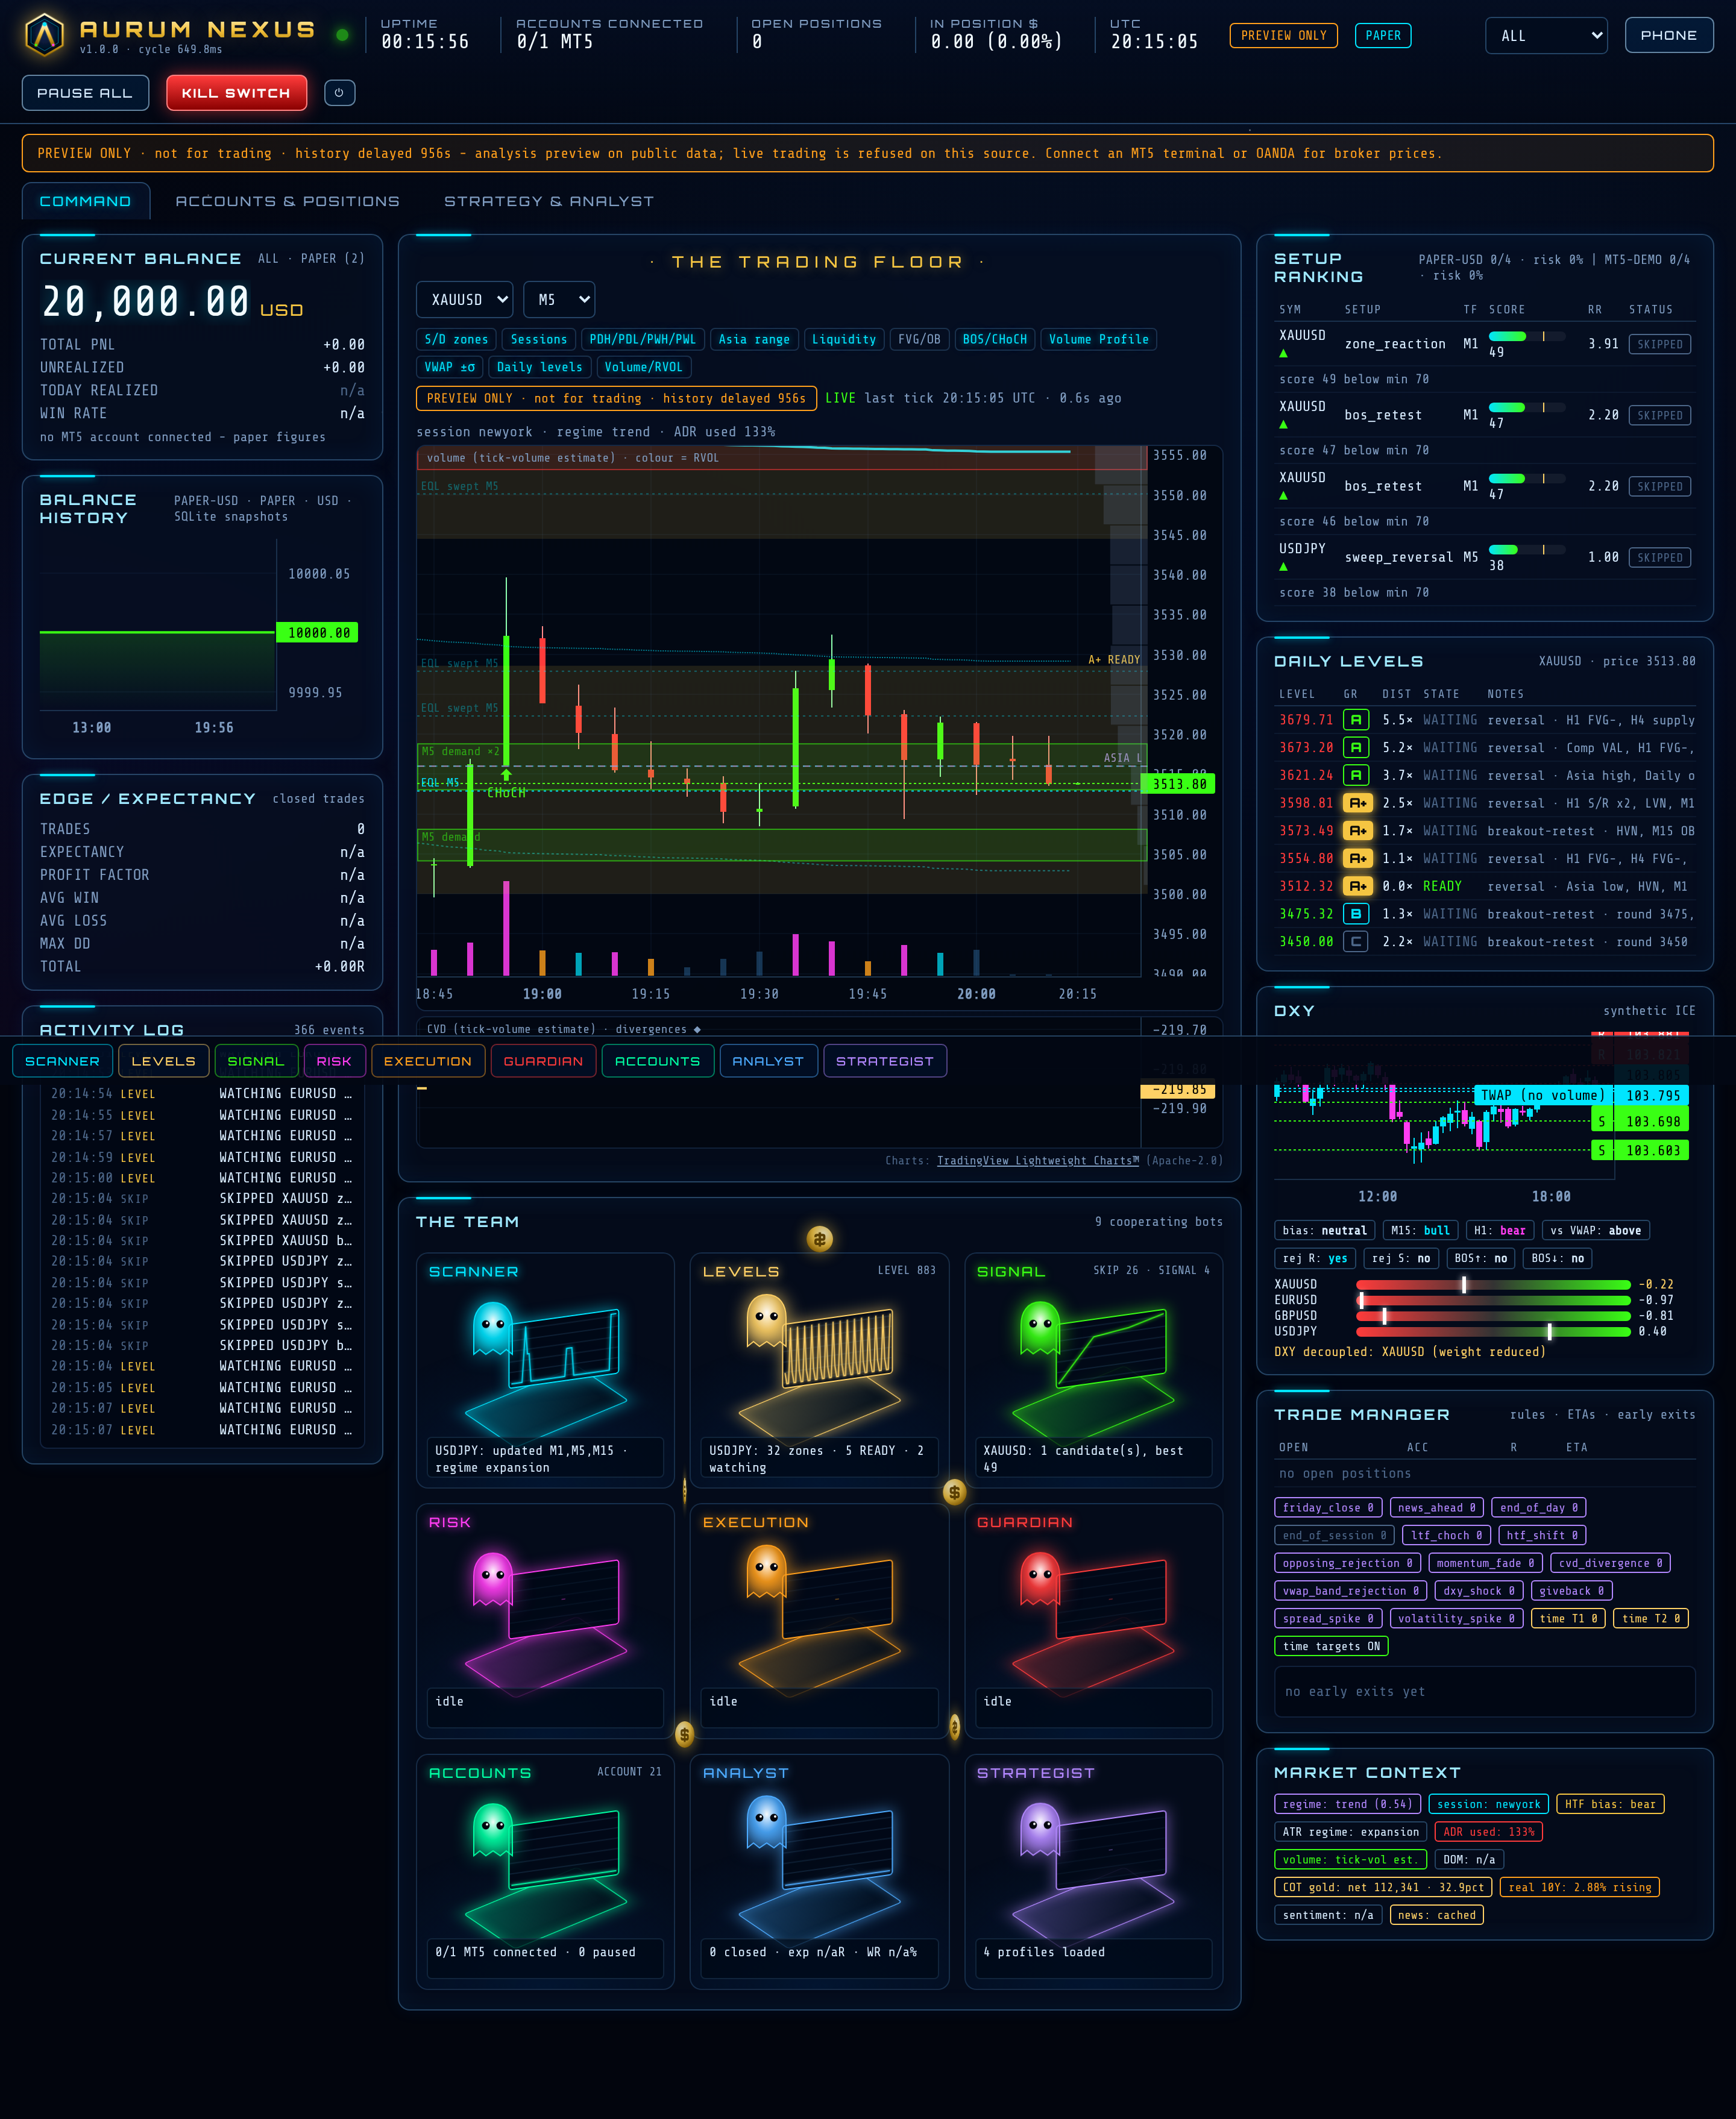 AURUM NEXUS
v1.0.0 · cycle 649.8ms
UPTIME
00:15:56
ACCOUNTS CONNECTED
0/1 MT5
OPEN POSITIONS
0
IN POSITION $
0.00 (0.00%)
UTC
20:15:05
PREVIEW ONLY
PAPER
ALL
PHONE
PAUSE ALL
KILL SWITCH
PREVIEW ONLY · not for trading · history delayed 956s - analysis preview on public data; live trading is refused on this source. Connect an MT5 terminal or OANDA for broker prices.
COMMAND
ACCOUNTS & POSITIONS
STRATEGY & ANALYST
CURRENT BALANCE
ALL · PAPER (2)
20,000.00 USD
TOTAL PNL +0.00
UNREALIZED +0.00
TODAY REALIZED n/a
WIN RATE n/a
no MT5 account connected - paper figures
BALANCE HISTORY
PAPER-USD · PAPER · USD ·
SQLite snapshots
10000.05
10000.00
9999.95
13:00 19:56
EDGE / EXPECTANCY
closed trades
TRADES 0
EXPECTANCY n/a
PROFIT FACTOR n/a
AVG WIN n/a
AVG LOSS n/a
MAX DD n/a
TOTAL +0.00R
ACTIVITY LOG
366 events
20:14:54 LEVEL WATCHING EURUSD …
20:14:55 LEVEL WATCHING EURUSD …
20:14:57 LEVEL WATCHING EURUSD …
20:14:59 LEVEL WATCHING EURUSD …
20:15:00 LEVEL WATCHING EURUSD …
20:15:04 SKIP SKIPPED XAUUSD z…
20:15:04 SKIP SKIPPED XAUUSD z…
20:15:04 SKIP SKIPPED XAUUSD b…
20:15:04 SKIP SKIPPED USDJPY z…
20:15:04 SKIP SKIPPED USDJPY s…
20:15:04 SKIP SKIPPED USDJPY z…
20:15:04 SKIP SKIPPED USDJPY s…
20:15:04 SKIP SKIPPED USDJPY b…
20:15:04 LEVEL WATCHING EURUSD …
20:15:05 LEVEL WATCHING EURUSD …
20:15:07 LEVEL WATCHING EURUSD …
20:15:07 LEVEL WATCHING EURUSD …
· THE TRADING FLOOR ·
XAUUSD
M5
S/D zones
Sessions
PDH/PDL/PWH/PWL
Asia range
Liquidity
FVG/OB
BOS/CHoCH
Volume Profile
VWAP ±σ
Daily levels
Volume/RVOL
PREVIEW ONLY · not for trading · history delayed 956s
LIVE last tick 20:15:05 UTC · 0.6s ago
session newyork · regime trend · ADR used 133%
volume (tick-volume estimate) · colour = RVOL
EQL swept M5
EQL swept M5
EQL swept M5
M5 demand ×2
EQL M5
CHoCH
M5 demand
A+ READY
ASIA L
3555.00
3550.00
3545.00
3540.00
3535.00
3530.00
3525.00
3520.00
3513.80
3510.00
3505.00
3500.00
3495.00
3490.00
18:45 19:00 19:15 19:30 19:45 20:00 20:15
CVD (tick-volume estimate) · divergences ◆
-219.70
-219.85
-219.90
Charts: TradingView Lightweight Charts™ (Apache-2.0)
SCANNER
LEVELS
SIGNAL
RISK
EXECUTION
GUARDIAN
ACCOUNTS
ANALYST
STRATEGIST
THE TEAM
9 cooperating bots
SCANNER
USDJPY: updated M1,M5,M15 ·
regime expansion
LEVELS
LEVEL 883
USDJPY: 32 zones · 5 READY · 2
watching
SIGNAL
SKIP 26 · SIGNAL 4
XAUUSD: 1 candidate(s), best
49
RISK
idle
EXECUTION
idle
GUARDIAN
idle
ACCOUNTS
ACCOUNT 21
0/1 MT5 connected · 0 paused
ANALYST
0 closed · exp n/aR · WR n/a%
STRATEGIST
4 profiles loaded
SETUP RANKING
PAPER-USD 0/4 · risk 0% | MT5-DEMO 0/4
· risk 0%
SYM SETUP TF SCORE RR STATUS
XAUUSD ▲ zone_reaction M1 49 3.91 SKIPPED
score 49 below min 70
XAUUSD ▲ bos_retest M1 47 2.20 SKIPPED
score 47 below min 70
XAUUSD ▲ bos_retest M1 47 2.20 SKIPPED
score 46 below min 70
USDJPY ▲ sweep_reversal M5 38 1.00 SKIPPED
score 38 below min 70
DAILY LEVELS
XAUUSD · price 3513.80
LEVEL GR DIST STATE NOTES
3679.71 A 5.5× WAITING reversal · H1 FVG-, H4 supply
3673.20 A 5.2× WAITING reversal · Comp VAL, H1 FVG-,
3621.24 A 3.7× WAITING reversal · Asia high, Daily o
3598.81 A+ 2.5× WAITING reversal · H1 S/R x2, LVN, M1
3573.49 A+ 1.7× WAITING breakout-retest · HVN, M15 OB
3554.80 A+ 1.1× WAITING reversal · H1 FVG-, H4 FVG-,
3512.32 A+ 0.0× READY reversal · Asia low, HVN, M1
3475.32 B 1.3× WAITING breakout-retest · round 3475,
3450.00 C 2.2× WAITING breakout-retest · round 3450
DXY
synthetic ICE
R 103.821
103.805
TWAP (no volume) 103.795
S 103.698
S 103.603
12:00 18:00
bias: neutral
M15: bull
H1: bear
vs VWAP: above
rej R: yes
rej S: no
BOS↑: no
BOS↓: no
XAUUSD -0.22
EURUSD -0.97
GBPUSD -0.81
USDJPY 0.40
DXY decoupled: XAUUSD (weight reduced)
TRADE MANAGER
rules · ETAs · early exits
OPEN ACC R ETA
no open positions
friday_close 0
news_ahead 0
end_of_day 0
end_of_session 0
ltf_choch 0
htf_shift 0
opposing_rejection 0
momentum_fade 0
cvd_divergence 0
vwap_band_rejection 0
dxy_shock 0
giveback 0
spread_spike 0
volatility_spike 0
time T1 0
time T2 0
time targets ON
no early exits yet
MARKET CONTEXT
regime: trend (0.54)
session: newyork
HTF bias: bear
ATR regime: expansion
ADR used: 133%
volume: tick-vol est.
DOM: n/a
COT gold: net 112,341 · 32.9pct
real 10Y: 2.88% rising
sentiment: n/a
news: cached